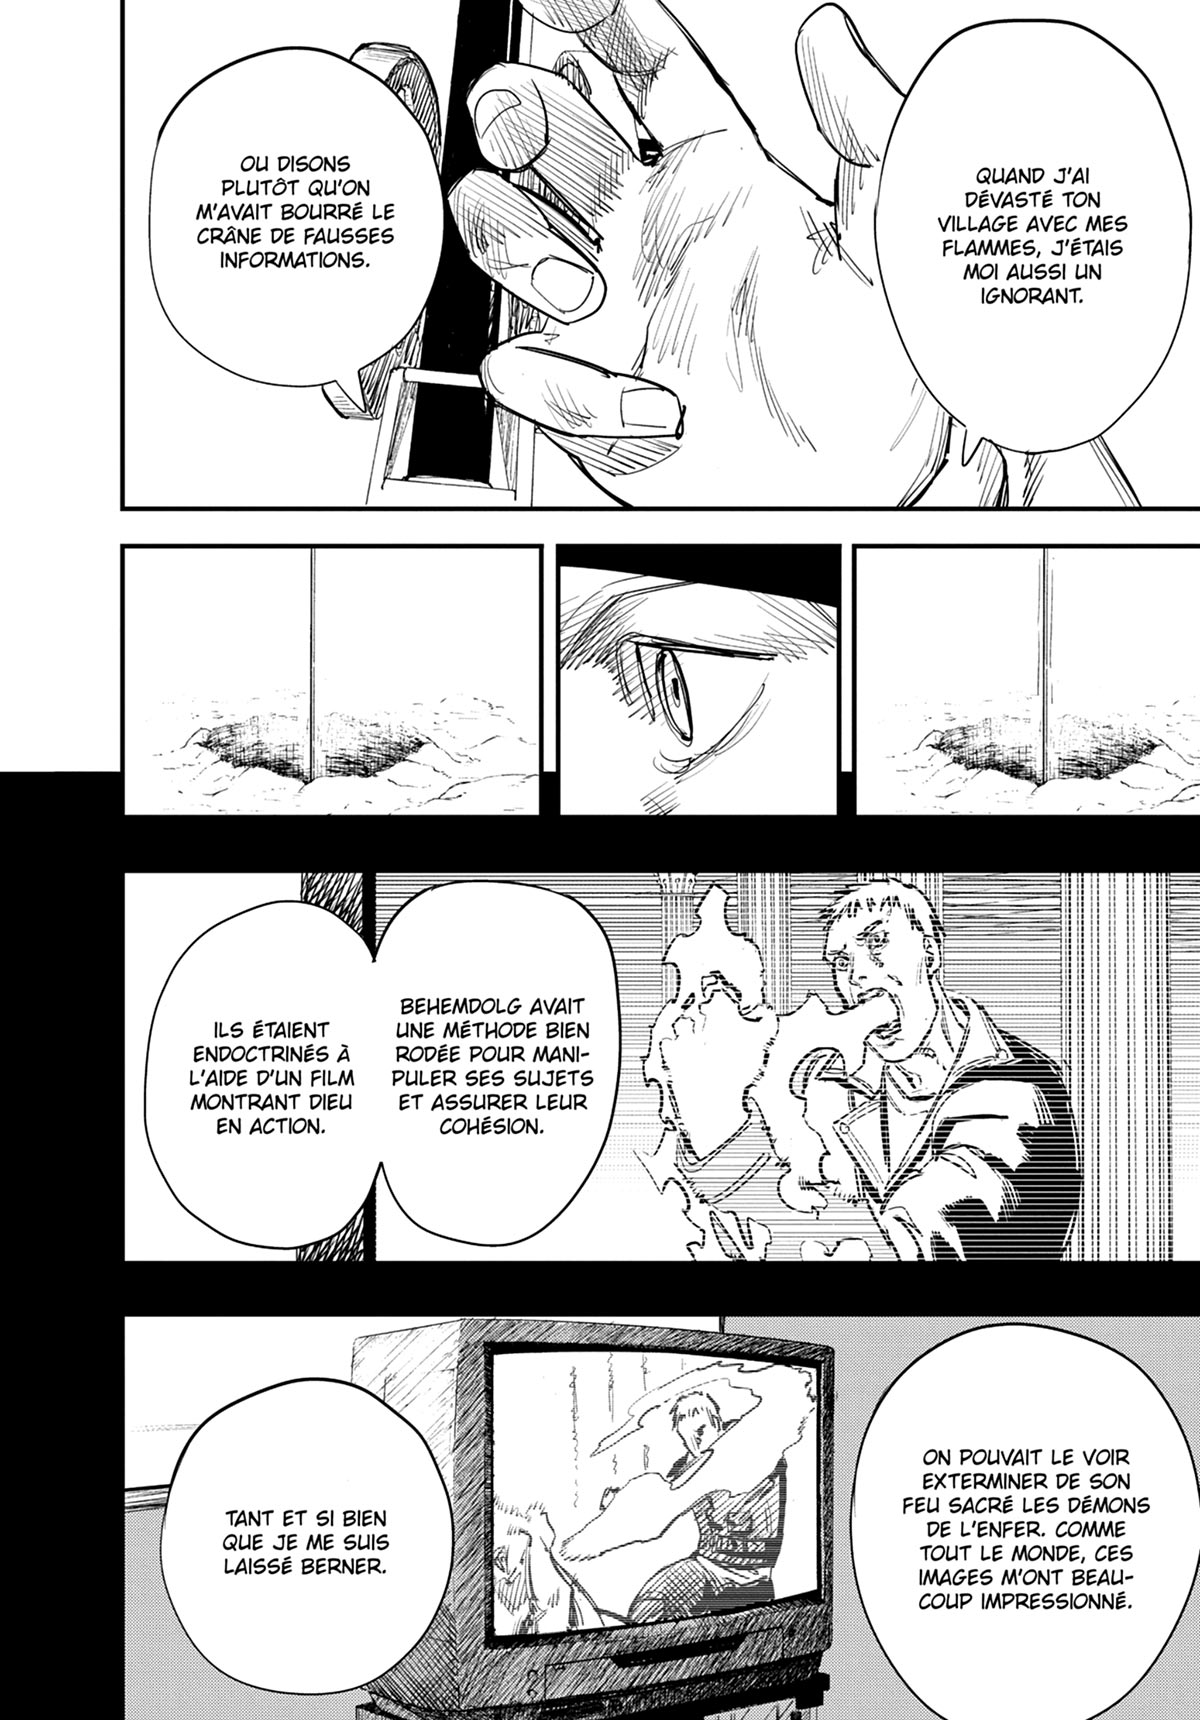 QUAND J'AI
DÉVASTÉ TON
VILLAGE AVEC MES
FLAMMES, J'ÉTAIS
MOI AUSSI UN
IGNORANT.
OU DISONS
PLUTÔT QU'ON
M'AVAIT BOURRÉ LE
CRÂNE DE FAUSSES
INFORMATIONS.
BEHEMDOLG AVAIT
UNE MÉTHODE BIEN
RODÉE POUR MANI-
PULER SES SUJETS
ET ASSURER LEUR
COHÉSION.
ILS ÉTAIENT
ENDOCTRINÉS À
L'AIDE D'UN FILM
MONTRANT DIEU
EN ACTION.
ON POUVAIT LE VOIR
EXTERMINER DE SON
FEU SACRÉ LES DÉMONS
DE L'ENFER. COMME
TOUT LE MONDE, CES
IMAGES M'ONT BEAU-
COUP IMPRESSIONNÉ.
TANT ET SI BIEN
QUE JE ME SUIS
LAISSÉ BERNER.